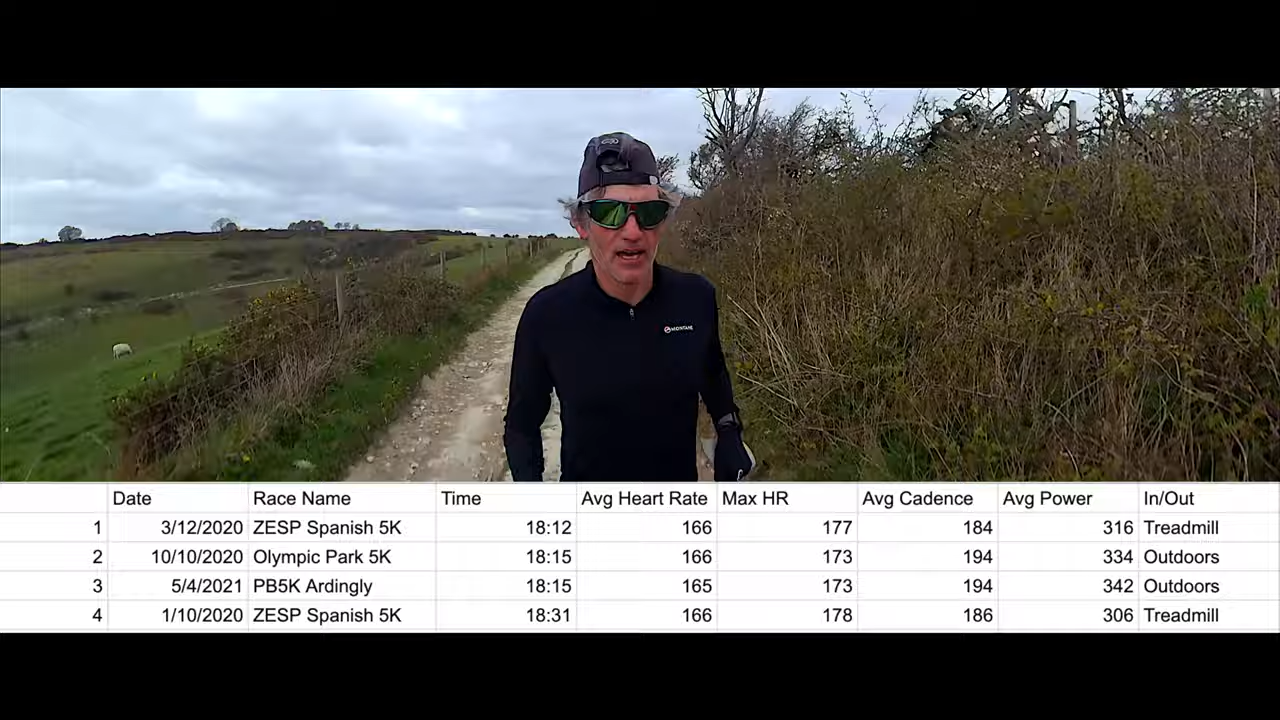 MONTANE
Date Race Name Time Avg Heart Rate Max HR Avg Cadence Avg Power In/Out
1 3/12/2020 ZESP Spanish 5K 18:12 166 177 184 316 Treadmill
2 10/10/2020 Olympic Park 5K 18:15 166 173 194 334 Outdoors
3 5/4/2021 PB5K Ardingly 18:15 165 173 194 342 Outdoors
4 1/10/2020 ZESP Spanish 5K 18:31 166 178 186 306 Treadmill